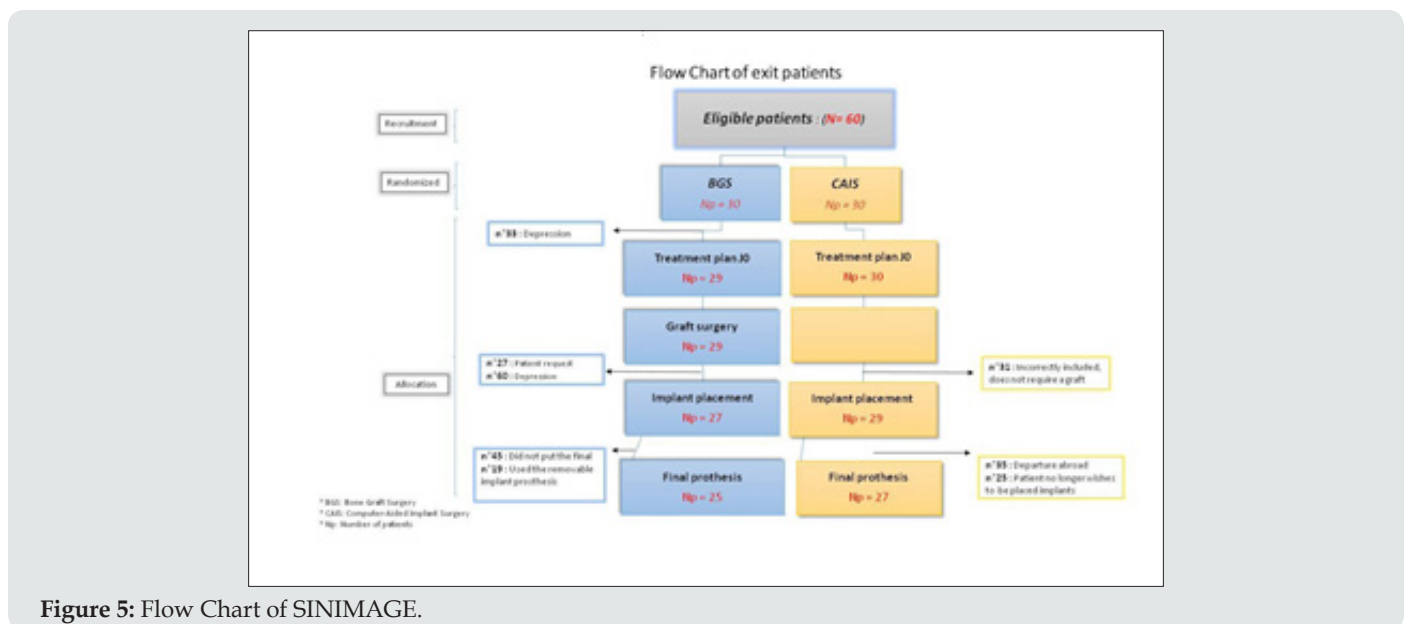 Flow Chart of exit patients
Recruitment
Eligible patients : (N= 60)
Randomized
BGS
Np = 30
CAIS
Np = 30
: Depression
Treatment plan J0
Np = 29
Treatment plan J0
Np = 30
Graft surgery
Np = 29
Allocation
n°27 : Patient request
n°60 : Depression
n°31 : Incorrectly included,
does not require a graft
Implant placement
Np = 27
Implant placement
Np = 29
: Did not put the final
n°19 : Used the removable
implant prosthesis
Final prothesis
Np = 25
Final prothesis
Np = 27
: Departure abroad
n°25 : Patient no longer wishes
to be placed implants
* BGS: Bone Graft Surgery
* CAIS: Computer-Aided Implant Surgery
* Np: Number of patients
Figure 5: Flow Chart of SINIMAGE.